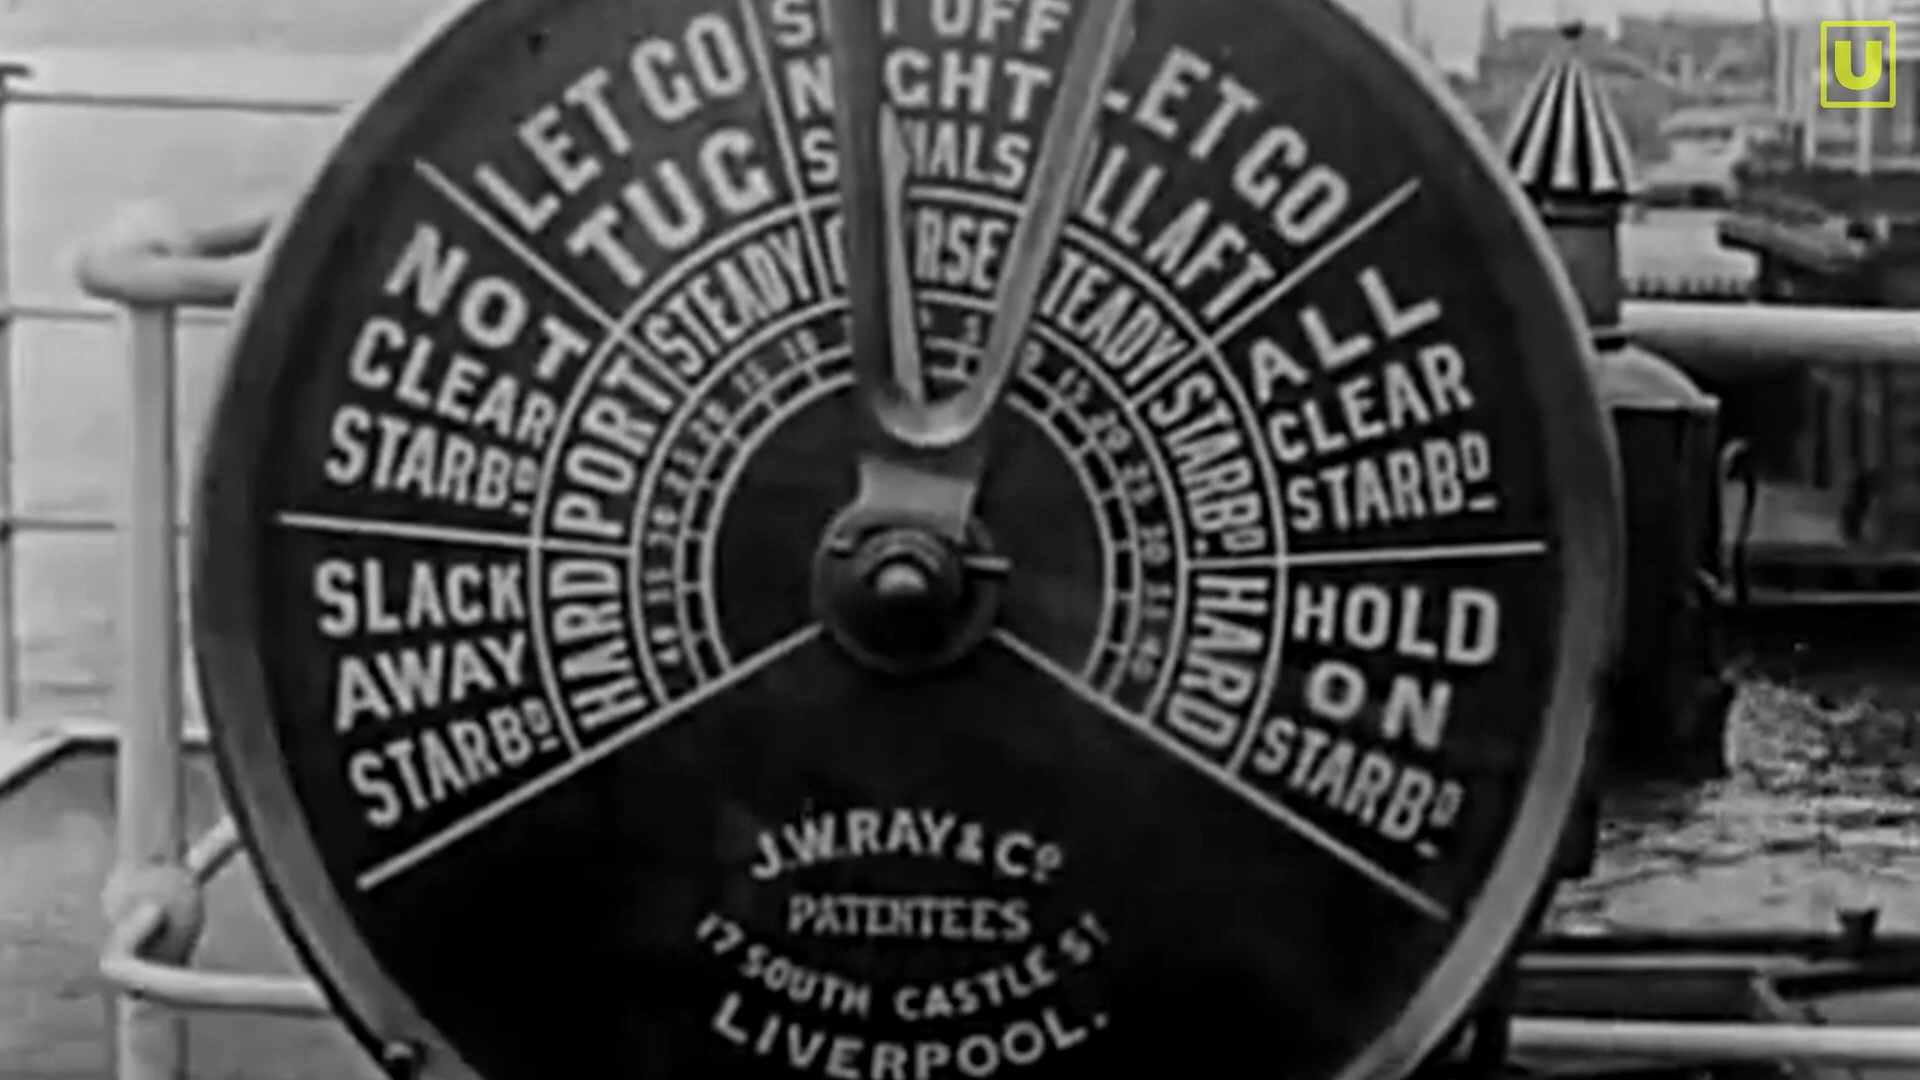 LET GO
TUG
NOT
CLEAR
STARBD
SLACK
AWAY
STARBD
LET GO
ALL AFT
ALL
CLEAR
STARBD
HOLD
ON
STARBD
HARD PORT STEADY COURSE STEADY STARBD. HARD
J.W.RAY & CO
PATENTEES
17 SOUTH CASTLE ST
LIVERPOOL.
U